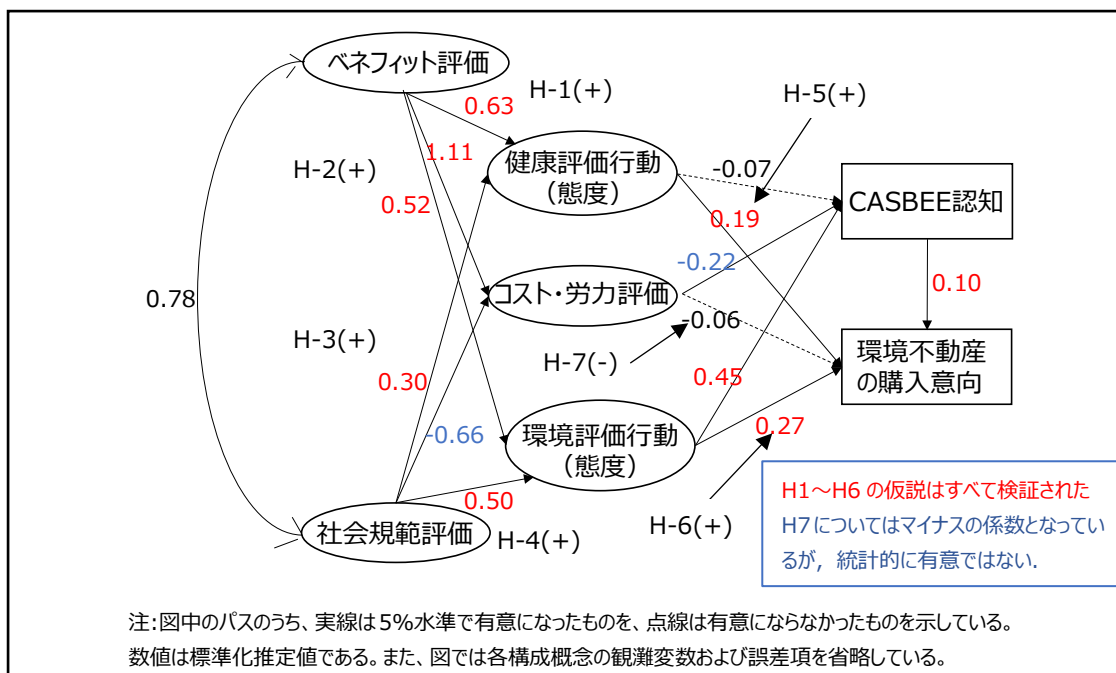 ベネフィット評価
H-1(+)
0.63
H-5(+)
1.11
健康評価行動
(態度)
-0.07
H-2(+)
0.52
CASBEE認知
0.19
-0.22
0.78
コスト・労力評価
0.10
-0.06
H-3(+)
H-7(-)
環境不動産
の購入意向
0.30
0.45
-0.66
環境評価行動
(態度)
0.27
0.50
社会規範評価
H-4(+)
H-6(+)
H1～H6 の仮説はすべて検証された
H7についてはマイナスの係数となってい
るが，統計的に有意ではない.
注：図中のパスのうち、実線は5%水準で有意になったものを、点線は有意にならなかったものを示している。
数値は標準化推定値である。また、図では各構成概念の観灘変数および誤差項を省略している。